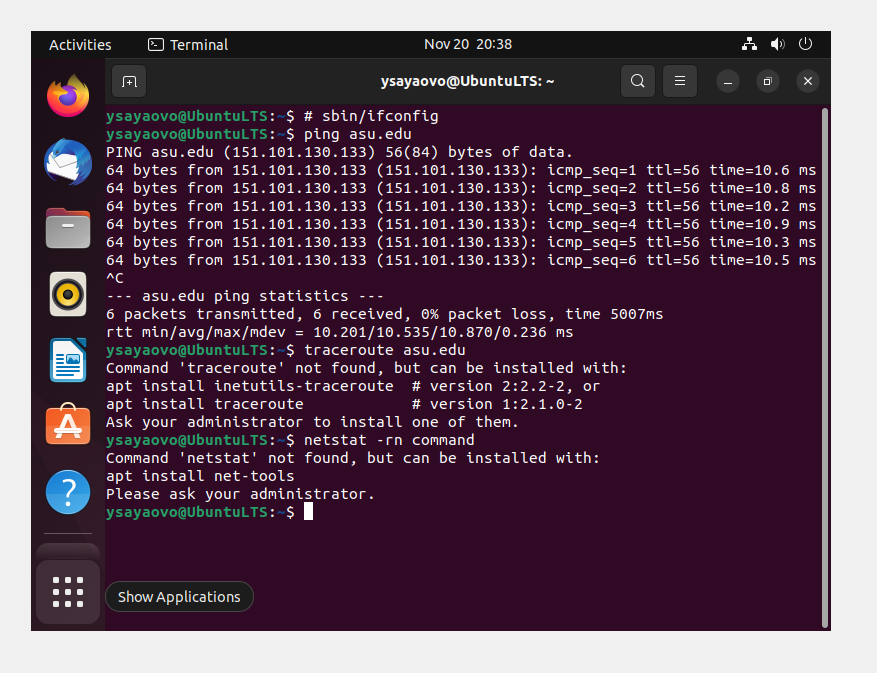 Activities
Terminal
Nov 20 20:38
ysayaovo@UbuntuLTS: ~
ysayaovo@UbuntuLTS:~$ # sbin/ifconfig
ysayaovo@UbuntuLTS:~$ ping asu.edu
PING asu.edu (151.101.130.133) 56(84) bytes of data.
64 bytes from 151.101.130.133 (151.101.130.133): icmp_seq=1 ttl=56 time=10.6 ms
64 bytes from 151.101.130.133 (151.101.130.133): icmp_seq=2 ttl=56 time=10.8 ms
64 bytes from 151.101.130.133 (151.101.130.133): icmp_seq=3 ttl=56 time=10.2 ms
64 bytes from 151.101.130.133 (151.101.130.133): icmp_seq=4 ttl=56 time=10.9 ms
64 bytes from 151.101.130.133 (151.101.130.133): icmp_seq=5 ttl=56 time=10.3 ms
64 bytes from 151.101.130.133 (151.101.130.133): icmp_seq=6 ttl=56 time=10.5 ms
^C
--- asu.edu ping statistics ---
6 packets transmitted, 6 received, 0% packet loss, time 5007ms
rtt min/avg/max/mdev = 10.201/10.535/10.870/0.236 ms
ysayaovo@UbuntuLTS:~$ traceroute asu.edu
Command 'traceroute' not found, but can be installed with:
apt install inetutils-traceroute  # version 2:2.2-2, or
apt install traceroute            # version 1:2.1.0-2
Ask your administrator to install one of them.
ysayaovo@UbuntuLTS:~$ netstat -rn command
Command 'netstat' not found, but can be installed with:
apt install net-tools
Please ask your administrator.
ysayaovo@UbuntuLTS:~$
Show Applications